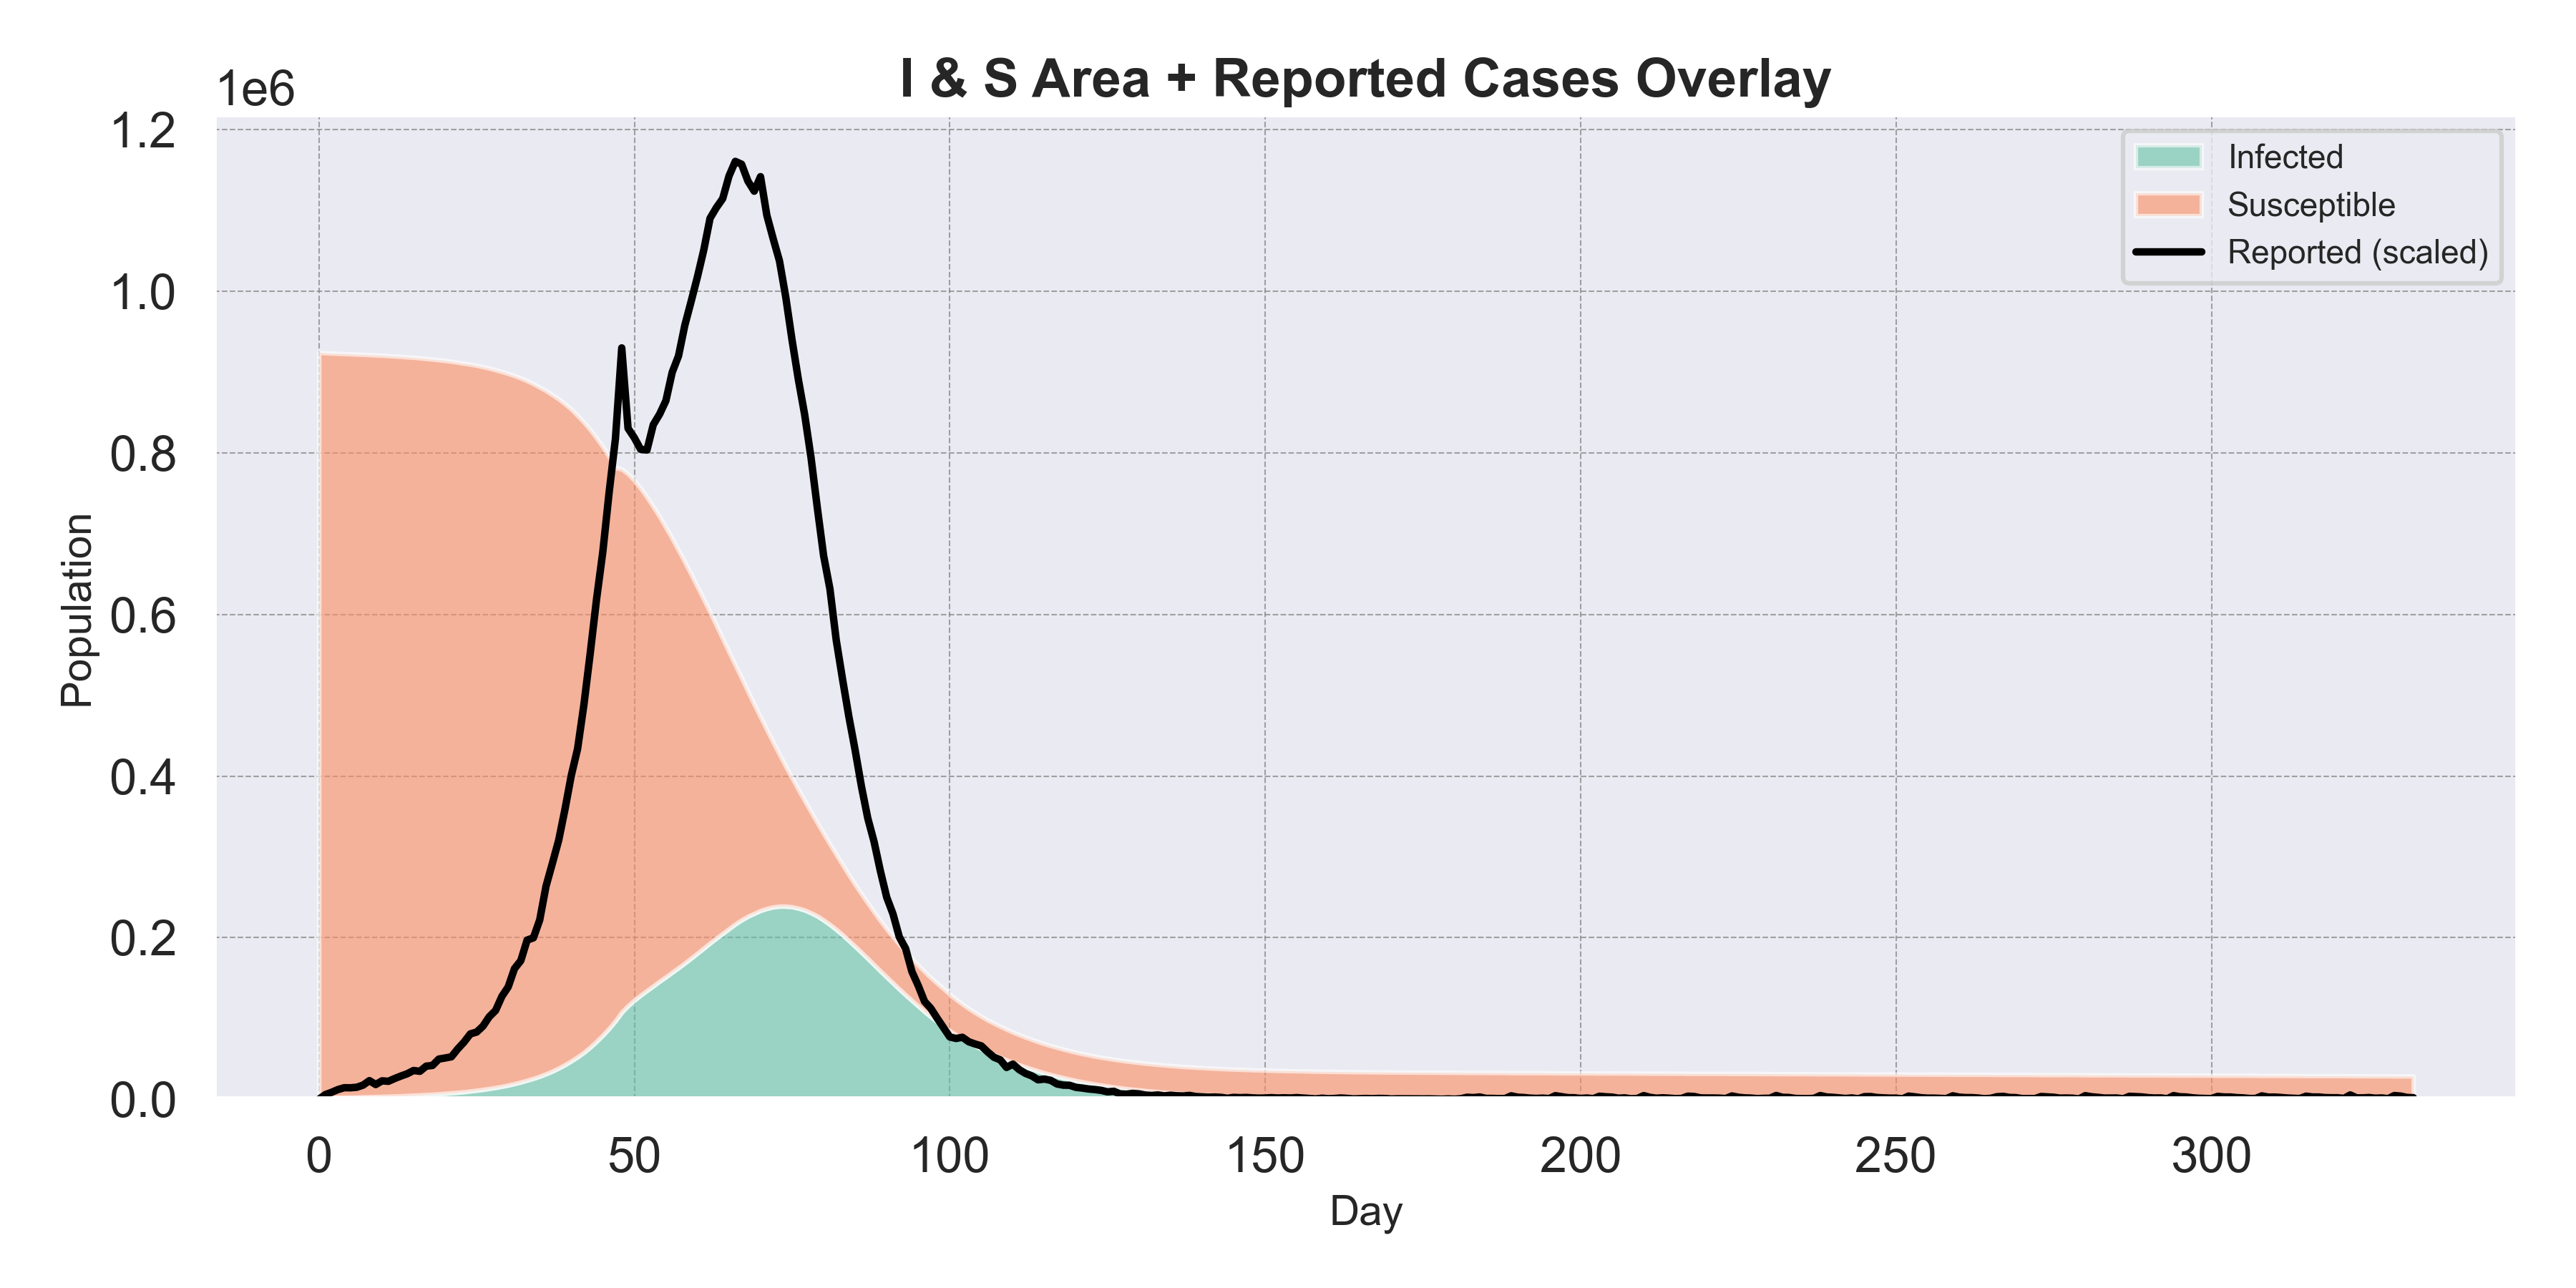 I & S Area + Reported Cases Overlay
1e6
1.2
1.0
0.8
0.6
0.4
0.2
0.0
Population
Infected
Susceptible
Reported (scaled)
0 50 100 150 200 250 300
Day